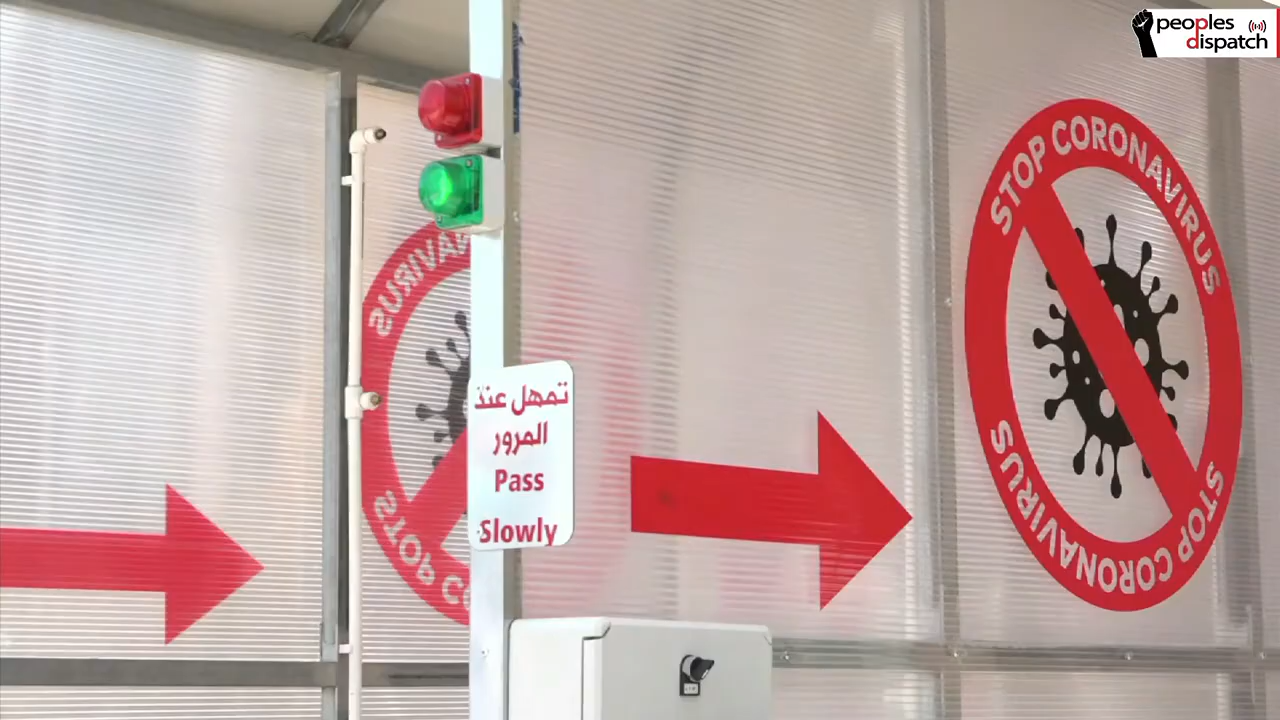 peoples
dispatch
STOP CORONAVIRUS
STOP CORONAVIRUS
تمهل عند
المرور
Pass
Slowly